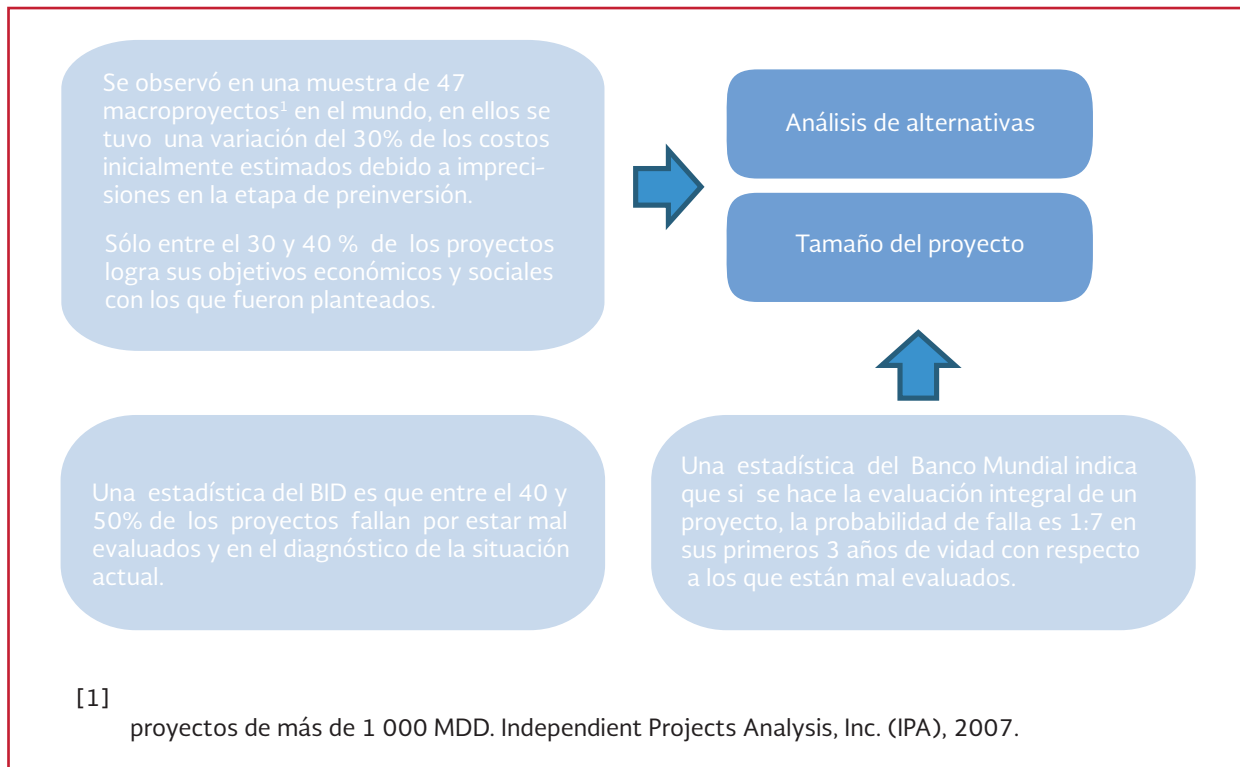 Se observó en una muestra de 47
macroproyectos¹ en el mundo, en ellos se
tuvo una variación del 30% de los costos
inicialmente estimados debido a impreci-
siones en la etapa de preinversión.
Sólo entre el 30 y 40 % de los proyectos
logra sus objetivos económicos y sociales
con los que fueron planteados.
Análisis de alternativas
Tamaño del proyecto
Una estadística del BID es que entre el 40 y
50% de los proyectos fallan por estar mal
evaluados y en el diagnóstico de la situación
actual.
Una estadística del Banco Mundial indica
que si se hace la evaluación integral de un
proyecto, la probabilidad de falla es 1:7 en
sus primeros 3 años de vidad con respecto
a los que están mal evaluados.
[1]
proyectos de más de 1 000 MDD. Independent Projects Analysis, Inc. (IPA), 2007.